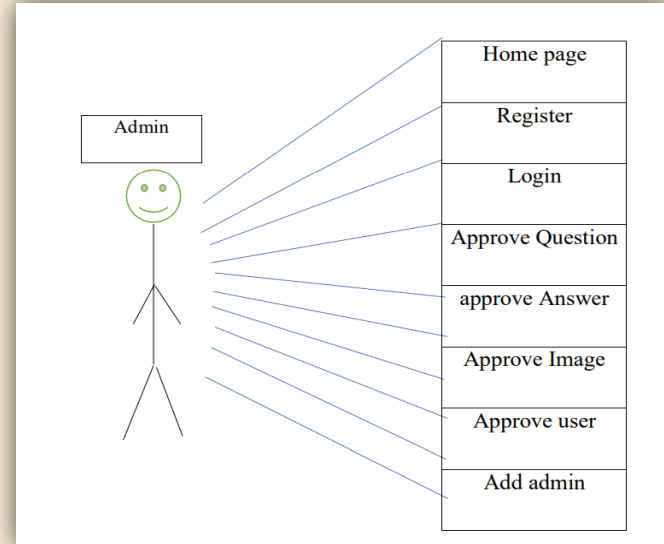 Home page
Admin
Register
Login
Approve Question
approve Answer
Approve Image
Approve user
Add admin